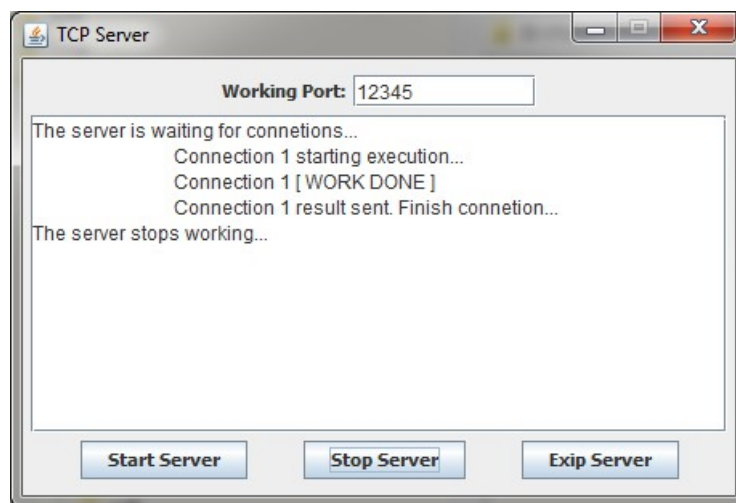 TCP Server
Working Port: 12345
The server is waiting for connetions...
Connection 1 starting execution...
Connection 1 [ WORK DONE ]
Connection 1 result sent. Finish connetion...
The server stops working...
Start Server Stop Server Exip Server